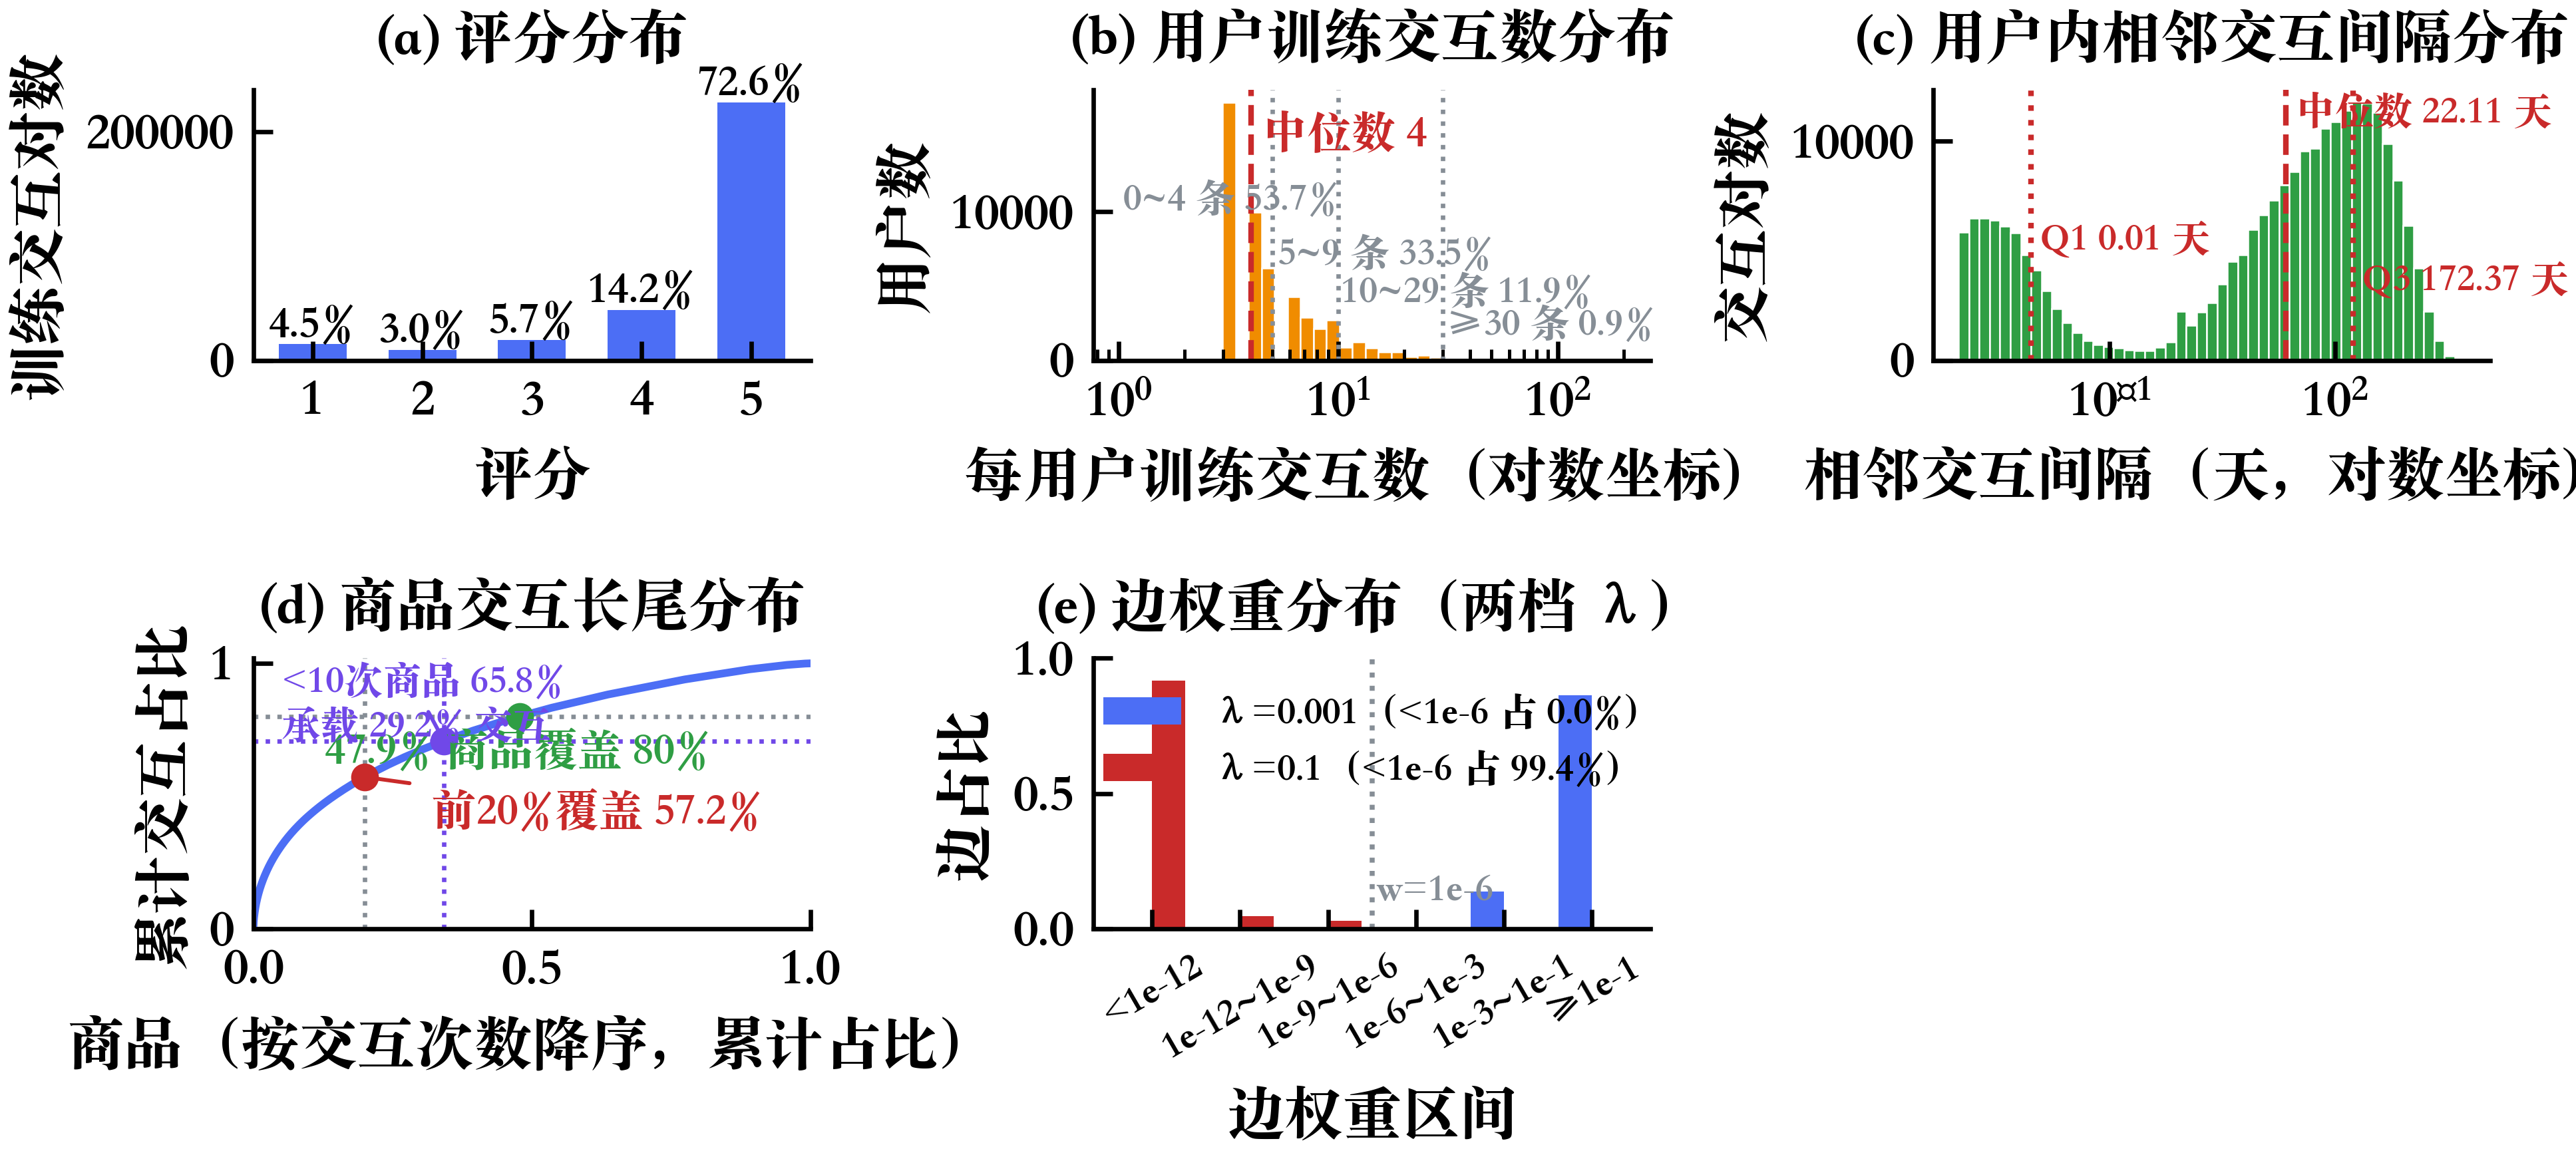 (a) 评分分布
训练交互对数
200000
0
4.5%
3.0%
5.7%
14.2%
72.6%
1
2
3
4
5
评分
(b) 用户训练交互数分布
用户数
10000
0
中位数 4
0~4 条 53.7%
5~9 条 33.5%
10~29 条 11.9%
≥30 条 0.9%
10⁰
10¹
10²
每用户训练交互数（对数坐标）
(c) 用户内相邻交互间隔分布
交互对数
10000
0
中位数 22.11 天
Q1 0.01 天
Q3 172.37 天
10¤¹
10²
相邻交互间隔（天，对数坐标）
(d) 商品交互长尾分布
累计交互占比
1
0
<10次商品 65.8%
承载 29.2% 交互
47.9% 商品覆盖 80%
前20%覆盖 57.2%
0.0
0.5
1.0
商品（按交互次数降序，累计占比）
(e) 边权重分布（两档 λ）
边占比
1.0
0.5
0.0
λ=0.001（<1e-6 占 0.0%）
λ=0.1（<1e-6 占 99.4%）
w=1e-6
<1e-12
1e-12~1e-9
1e-9~1e-6
1e-6~1e-3
1e-3~1e-1
≥1e-1
边权重区间